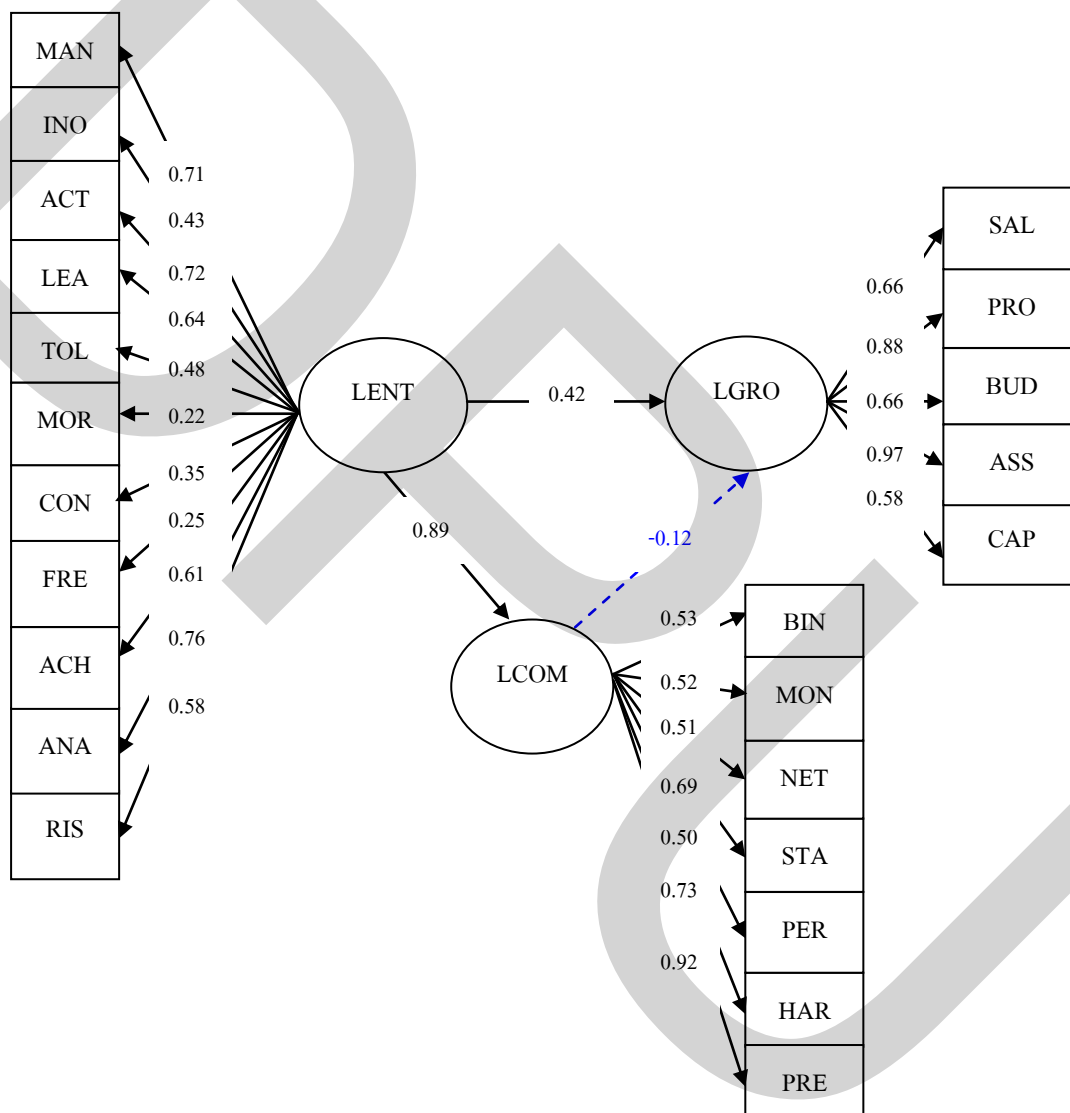 MAN
INO
ACT
LEA
TOL
MOR
CON
FRE
ACH
ANA
RIS
0.71
0.43
0.72
0.64
0.48
0.22
0.35
0.25
0.61
0.76
0.58
LENT
0.42
LGRO
0.89
-0.12
LCOM
0.66
0.88
0.66
0.97
0.58
SAL
PRO
BUD
ASS
CAP
0.53
0.52
0.51
0.69
0.50
0.73
0.92
BIN
MON
NET
STA
PER
HAR
PRE